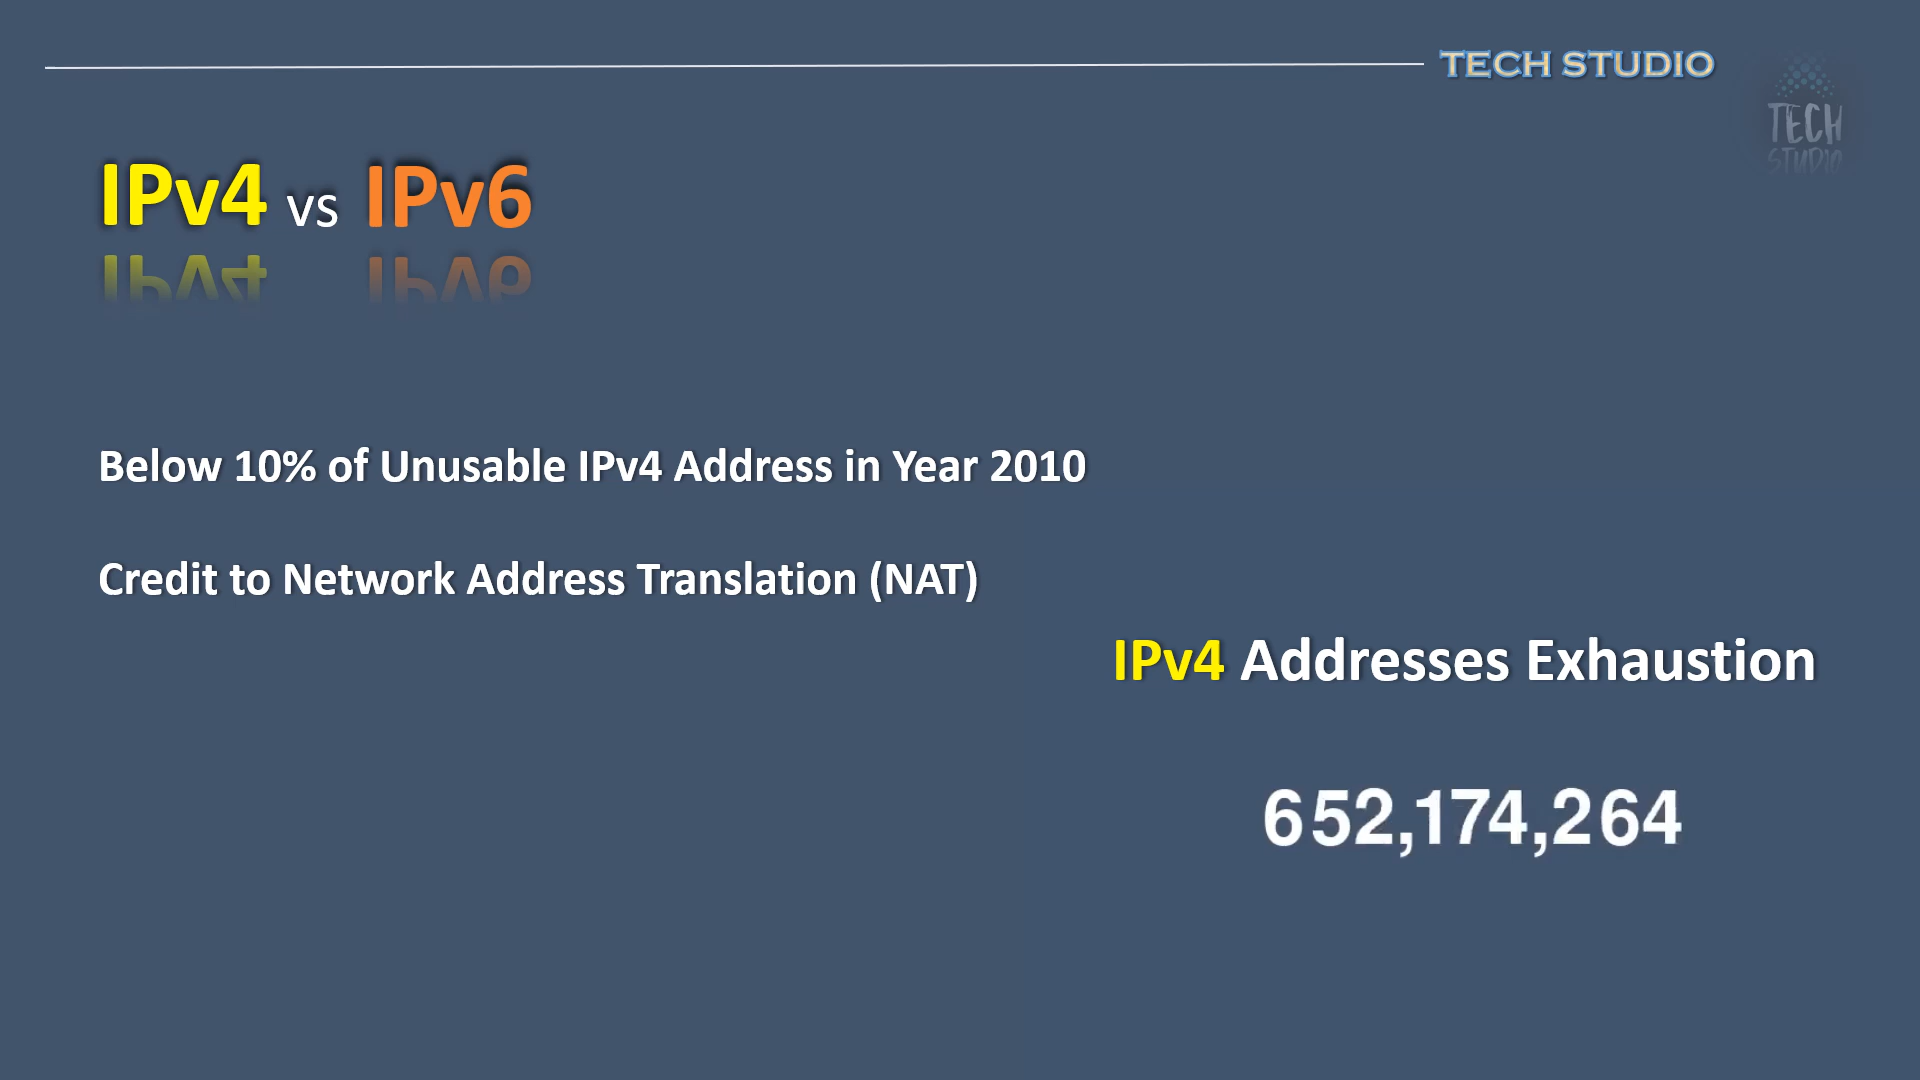 TECH STUDIO
TECH
STUDIO
IPv4 vs IPv6
Below 10% of Unusable IPv4 Address in Year 2010
Credit to Network Address Translation (NAT)
IPv4 Addresses Exhaustion
652,174,264